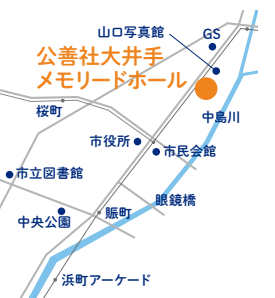 山口写真館
GS
公善社大井手
メモリードホール
桜町
中島川
市役所
市民会館
市立図書館
眼鏡橋
中央公園
賑町
浜町アーケード